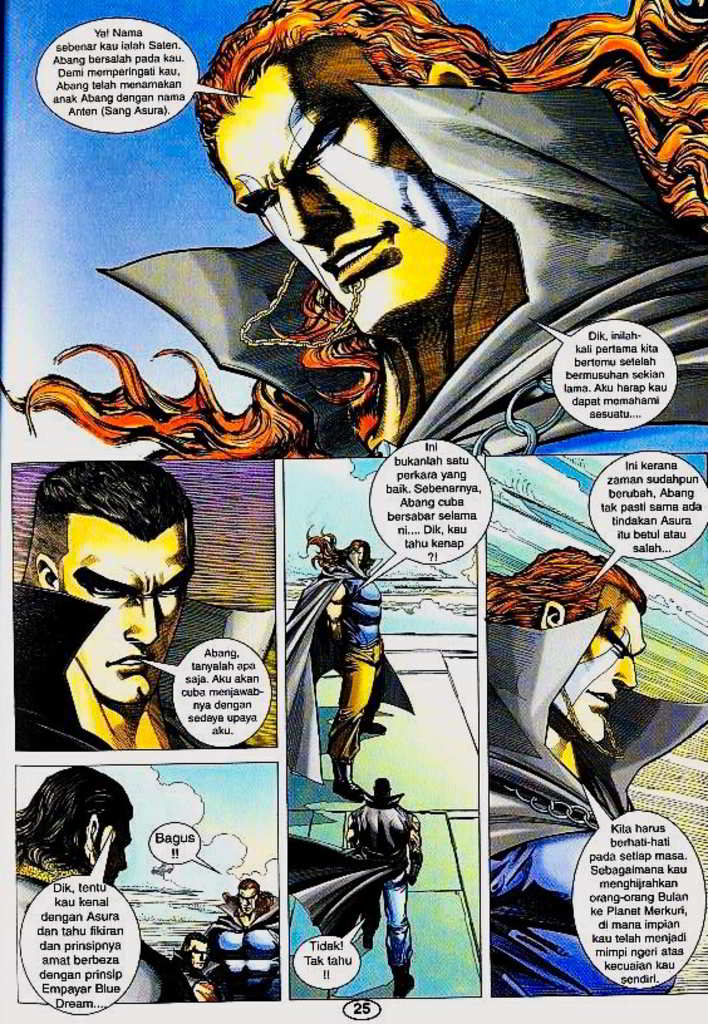 Ya! Nama
sebenar kau ialah Saten.
Abang bersalah pada kau.
Demi memperingati kau,
Abang telah menamakan
anak Abang dengan nama
Anten (Sang Asura).
Dik, inilah-
kali pertama kita
bertemu setelah
bermusuhan sekian
lama. Aku harap kau
dapat memahami
sesuatu....
Abang,
tanyalah apa
saja. Aku akan
cuba menjawab-
nya dengan
sedaya upaya
aku.
Bagus
!!
Dik, tentu
kau kenal
dengan Asura
dan tahu fikiran
dan prinsipnya
amat berbeza
dengan prinsip
Empayar Blue
Dream....
Ini
bukanlah satu
perkara yang
baik. Sebenarnya,
Abang cuba
bersabar selama
ni.... Dik, kau
tahu kenap
?!
Tidek!
Tak tahu
!!
Ini kerana
zaman sudahpun
berubah, Abang
tak pasti sama ada
tindakan Asura
itu betul atau
salah...
Kita harus
berhati-hati
pada setiap masa.
Sebagaimana kau
menghijrahkan
orang-orang Bulan
ke Planet Merkuri,
di mana impian
kau telah menjadi
kecuaian kau
sendiri.
25